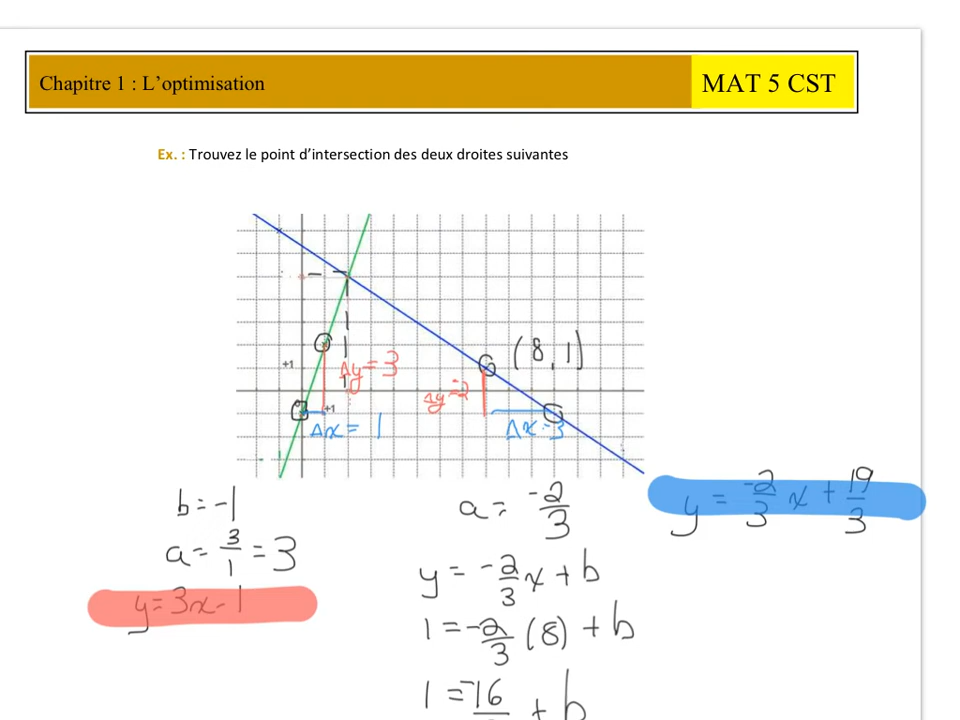 Chapitre 1 : L’optimisation
MAT 5 CST
Ex. : Trouvez le point d’intersection des deux droites suivantes
(8, 1)
+1
Δy = 3
Δy = -2
+1
Δx = 1
Δx = 3
b = -1
a = 3/1 = 3
y = 3x - 1
a = -2/3
y = -2/3 x + b
1 = -2/3 (8) + b
1 = -16/ + b
y = -2/3 x + 19/3